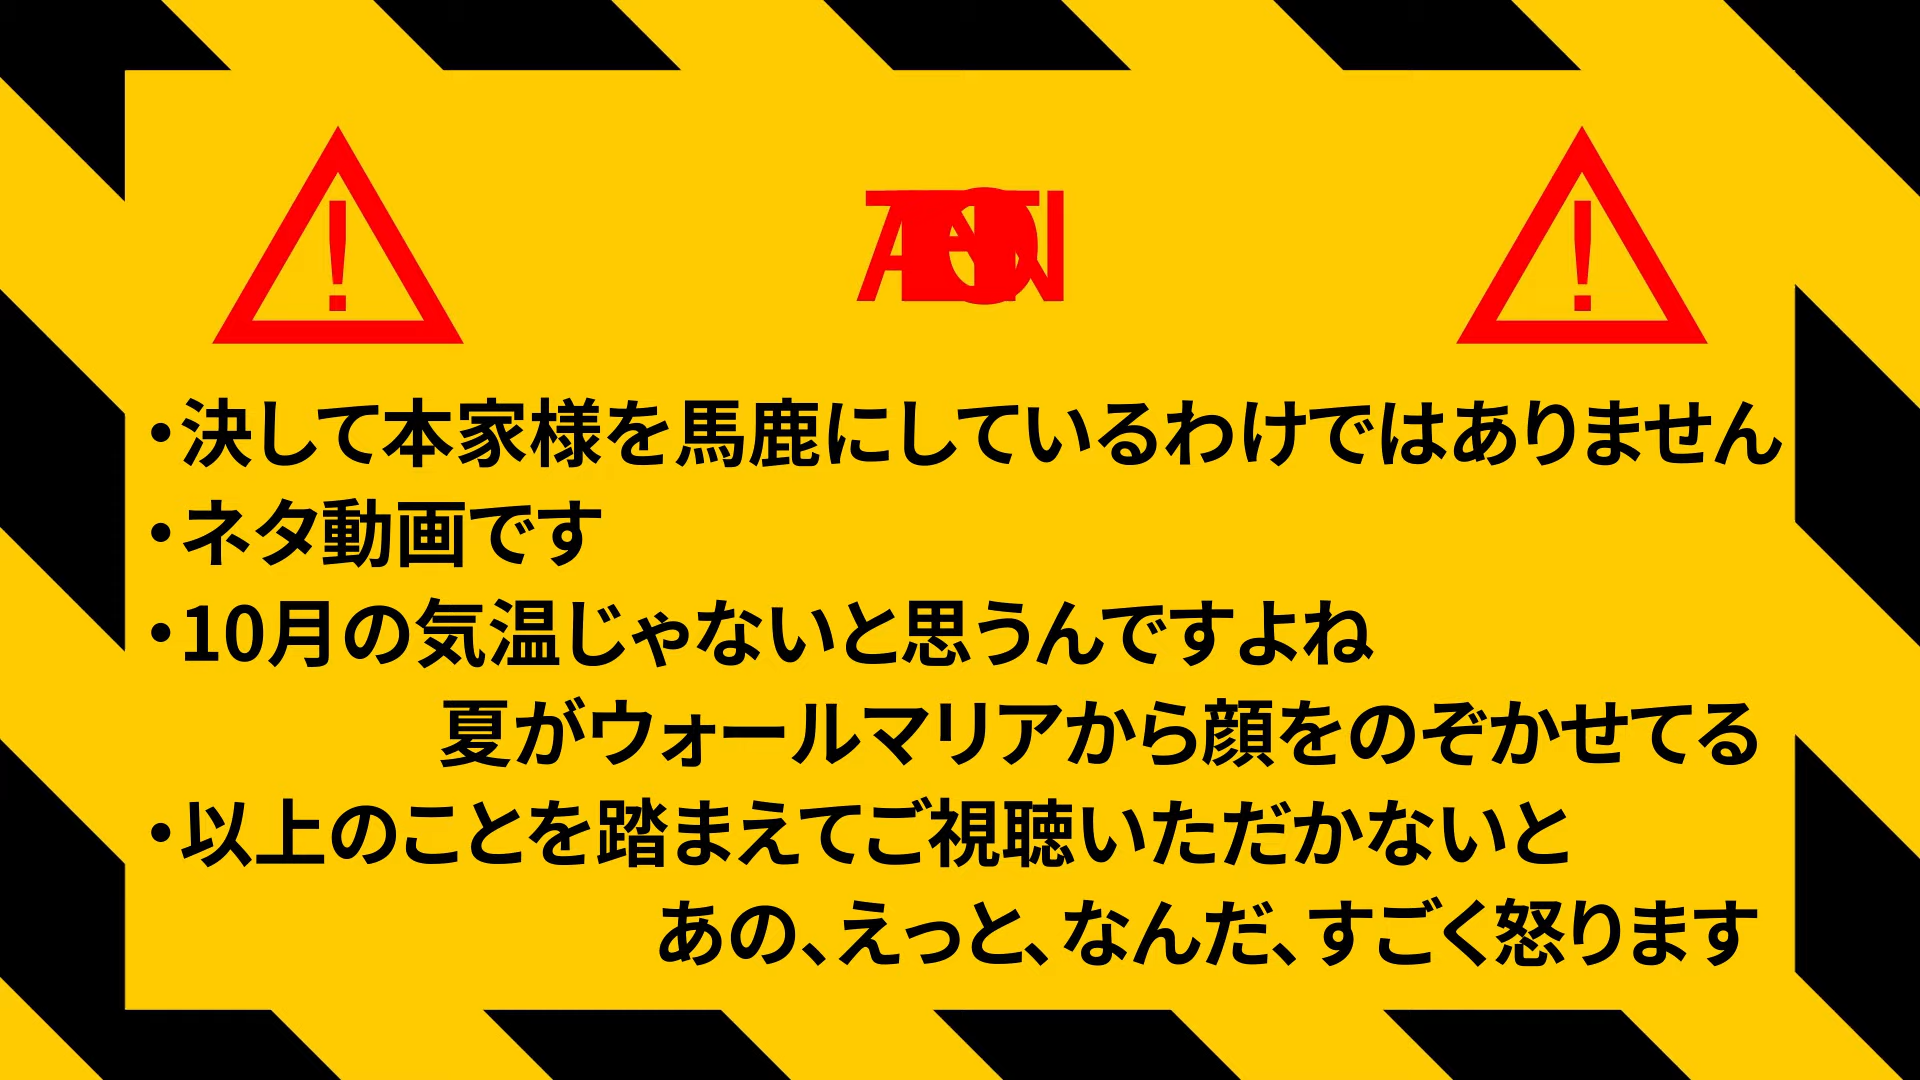 !
ATTENTION
!
・決して本家様を馬鹿にしているわけではありません
・ネタ動画です
・10月の気温じゃないと思うんですよね
夏がウォールマリアから顔をのぞかせてる
・以上のことを踏まえてご視聴いただかないと
あの、えっと、なんだ、すごく怒ります